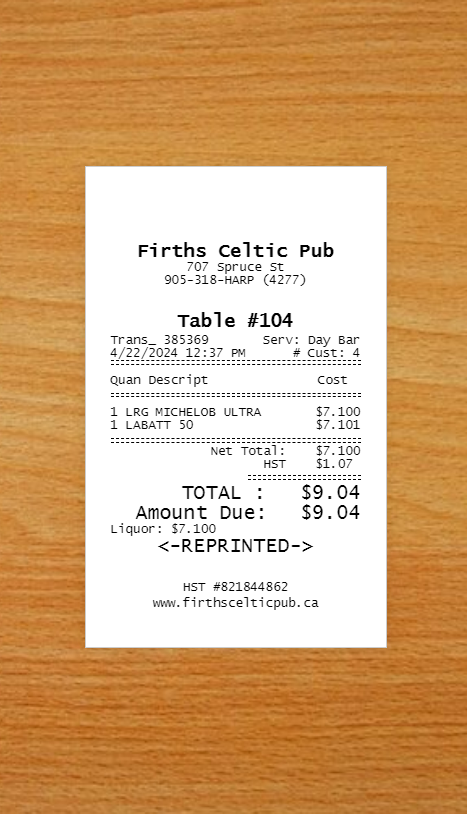 Firths Celtic Pub
707 Spruce St
905-318-HARP (4277)
Table #104
Trans_ 385369 Serv: Day Bar
4/22/2024 12:37 PM # Cust: 4
Quan Descript Cost
1 LRG MICHELOB ULTRA $7.100
1 LABATT 50 $7.101
Net Total: $7.100
HST $1.07
TOTAL : $9.04
Amount Due: $9.04
Liquor: $7.100
<-REPRINTED->
HST #821844862
www.firthscelticpub.ca